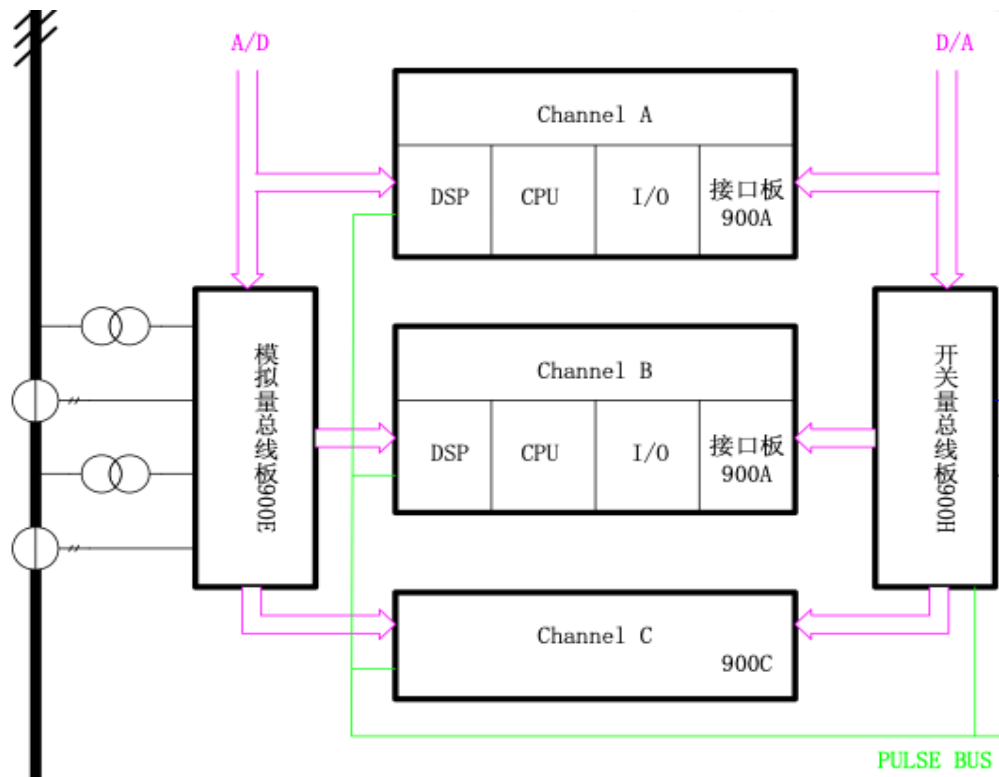 A/D
D/A
Channel A
DSP
CPU
I/O
接口板
900A
模拟量总线板900E
开关量总线板900H
Channel B
DSP
CPU
I/O
接口板
900A
Channel C
900C
PULSE BUS